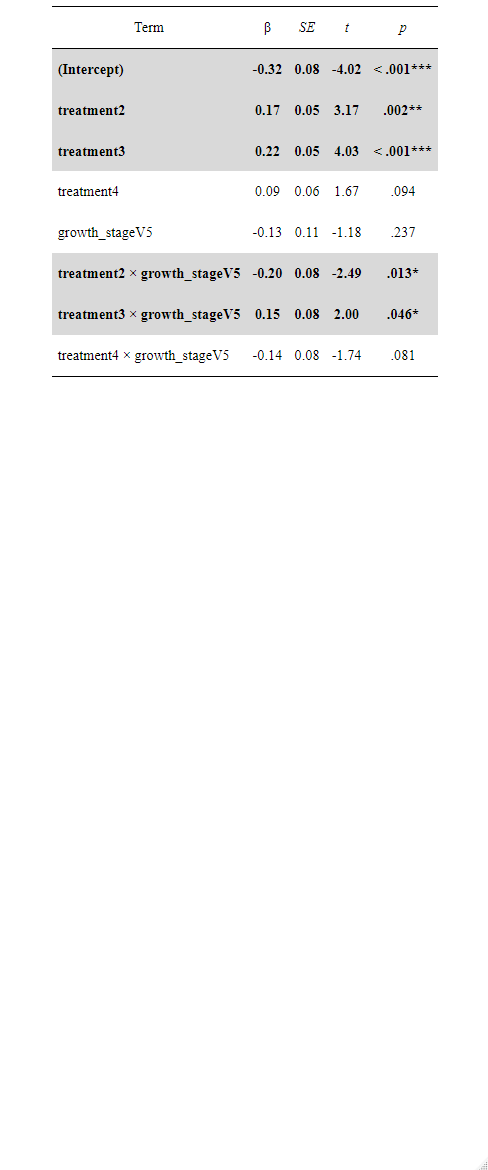 Term β SE t p
(Intercept) -0.32 0.08 -4.02 < .001***
treatment2 0.17 0.05 3.17 .002**
treatment3 0.22 0.05 4.03 < .001***
treatment4 0.09 0.06 1.67 .094
growth_stageV5 -0.13 0.11 -1.18 .237
treatment2 × growth_stageV5 -0.20 0.08 -2.49 .013*
treatment3 × growth_stageV5 0.15 0.08 2.00 .046*
treatment4 × growth_stageV5 -0.14 0.08 -1.74 .081